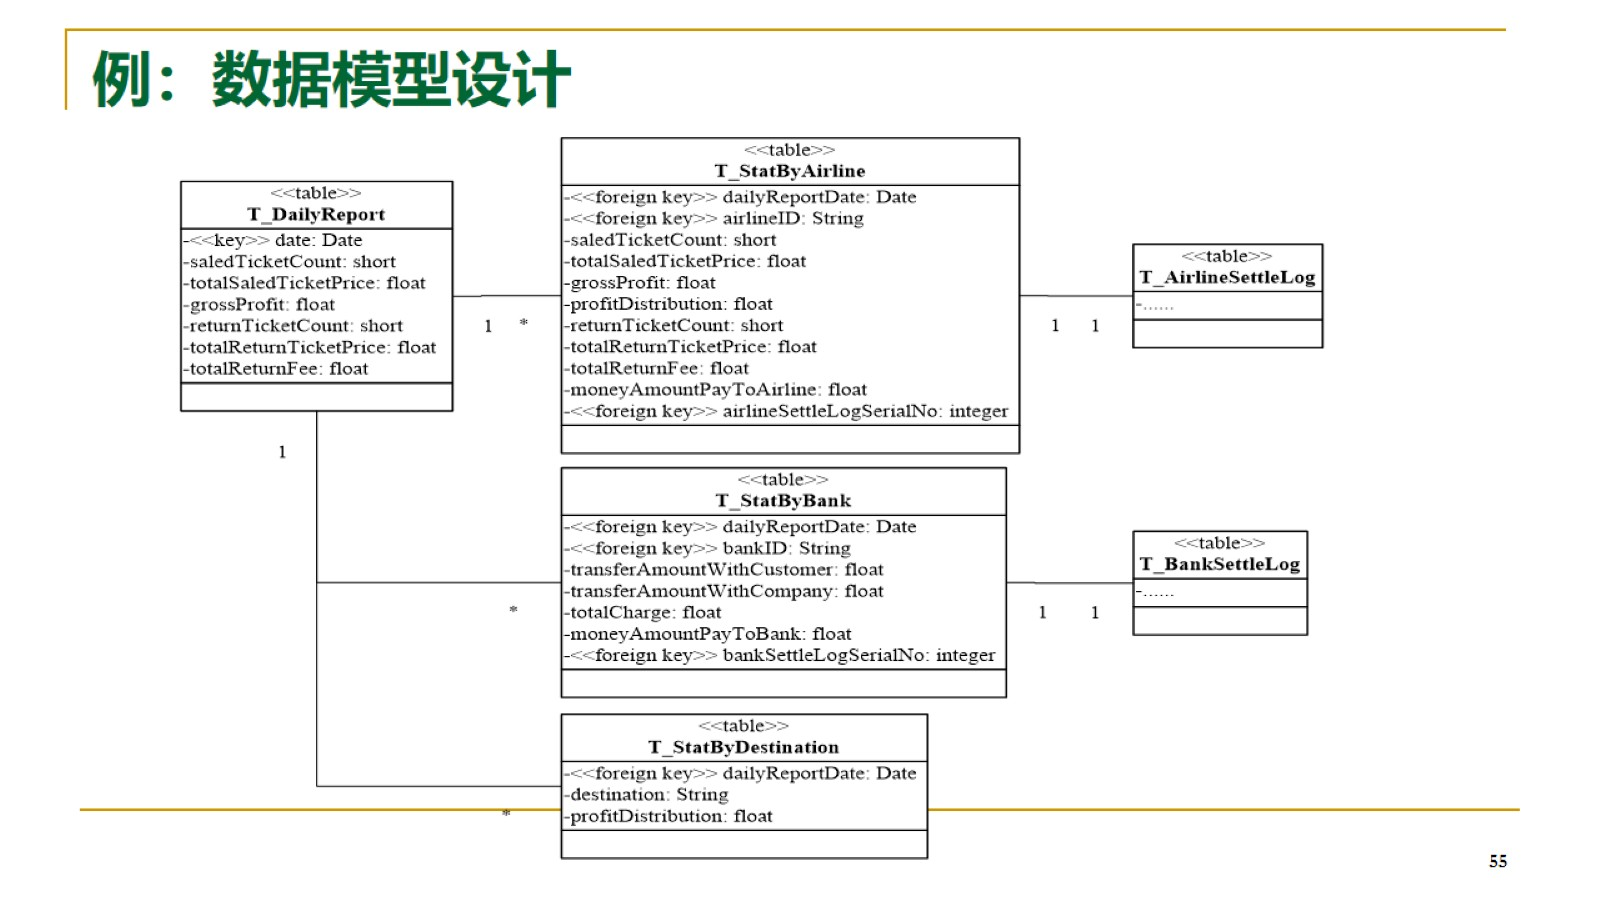 例：数据模型设计
<<table>>
T_DailyReport
-<<key>> date: Date
-saledTicketCount: short
-totalSaledTicketPrice: float
-grossProfit: float
-returnTicketCount: short
-totalReturnTicketPrice: float
-totalReturnFee: float
<<table>>
T_StatByAirline
-<<foreign key>> dailyReportDate: Date
-<<foreign key>> airlineID: String
-saledTicketCount: short
-totalSaledTicketPrice: float
-grossProfit: float
-profitDistribution: float
-returnTicketCount: short
-totalReturnTicketPrice: float
-totalReturnFee: float
-moneyAmountPayToAirline: float
-<<foreign key>> airlineSettleLogSerialNo: integer
<<table>>
T_AirlineSettleLog
-......
1 *
1 1
1
<<table>>
T_StatByBank
-<<foreign key>> dailyReportDate: Date
-<<foreign key>> bankID: String
-transferAmountWithCustomer: float
-transferAmountWithCompany: float
-totalCharge: float
-moneyAmountPayToBank: float
-<<foreign key>> bankSettleLogSerialNo: integer
<<table>>
T_BankSettleLog
-......
*
1 1
<<table>>
T_StatByDestination
-<<foreign key>> dailyReportDate: Date
-destination: String
-profitDistribution: float
*
55